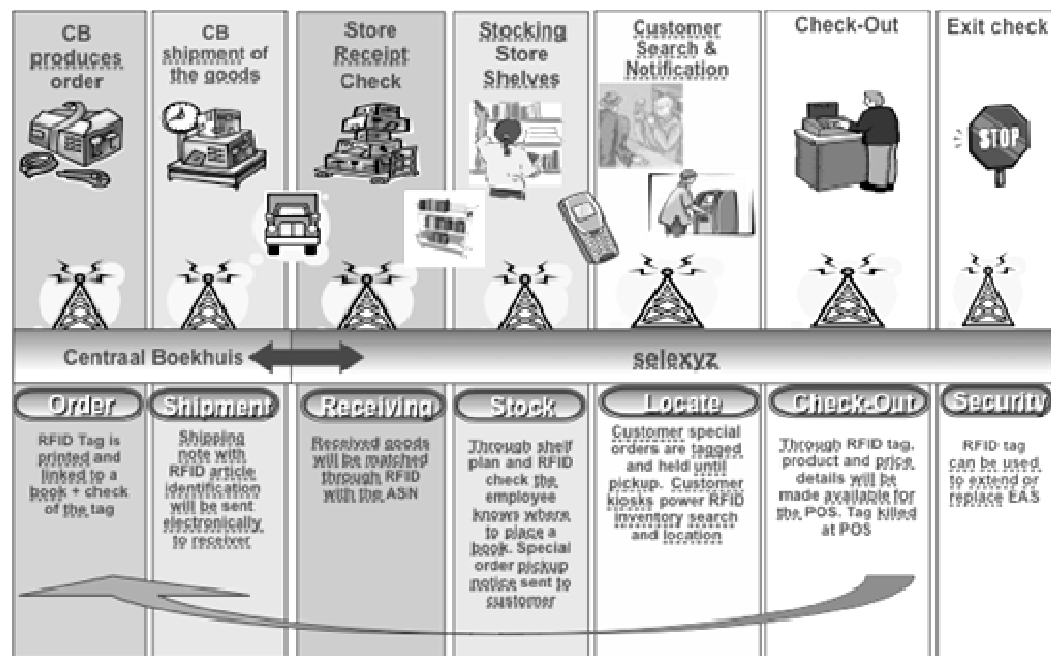 CB
produces
order
CB
shipment of
the goods
Store
Receipt
Check
Stocking
Store
Shelves
Customer
Search &
Notification
Check-Out
Exit check
STOP
Centraal Boekhuis
selexyz
Order
RFID Tag is
printed and
linked to a
book + check
of the tag
Shipment
Shipping
note with
RFID article
identification
will be sent
electronically
to receiver
Receiving
Received goods
will be matched
through RFID
with the ASN
Stock
Through shelf
plan and RFID
check the
employee
knows where
to place a
book. Special
order pickup
notice sent to
customer
Locate
Customer special
orders are tagged
and held until
pickup. Customer
kiosks power RFID
inventory search
and location
Check-Out
Through RFID tag,
product and price
details will be
made available for
the POS. Tag killed
at POS
Security
RFID tag
can be used
to extend or
replace EAS